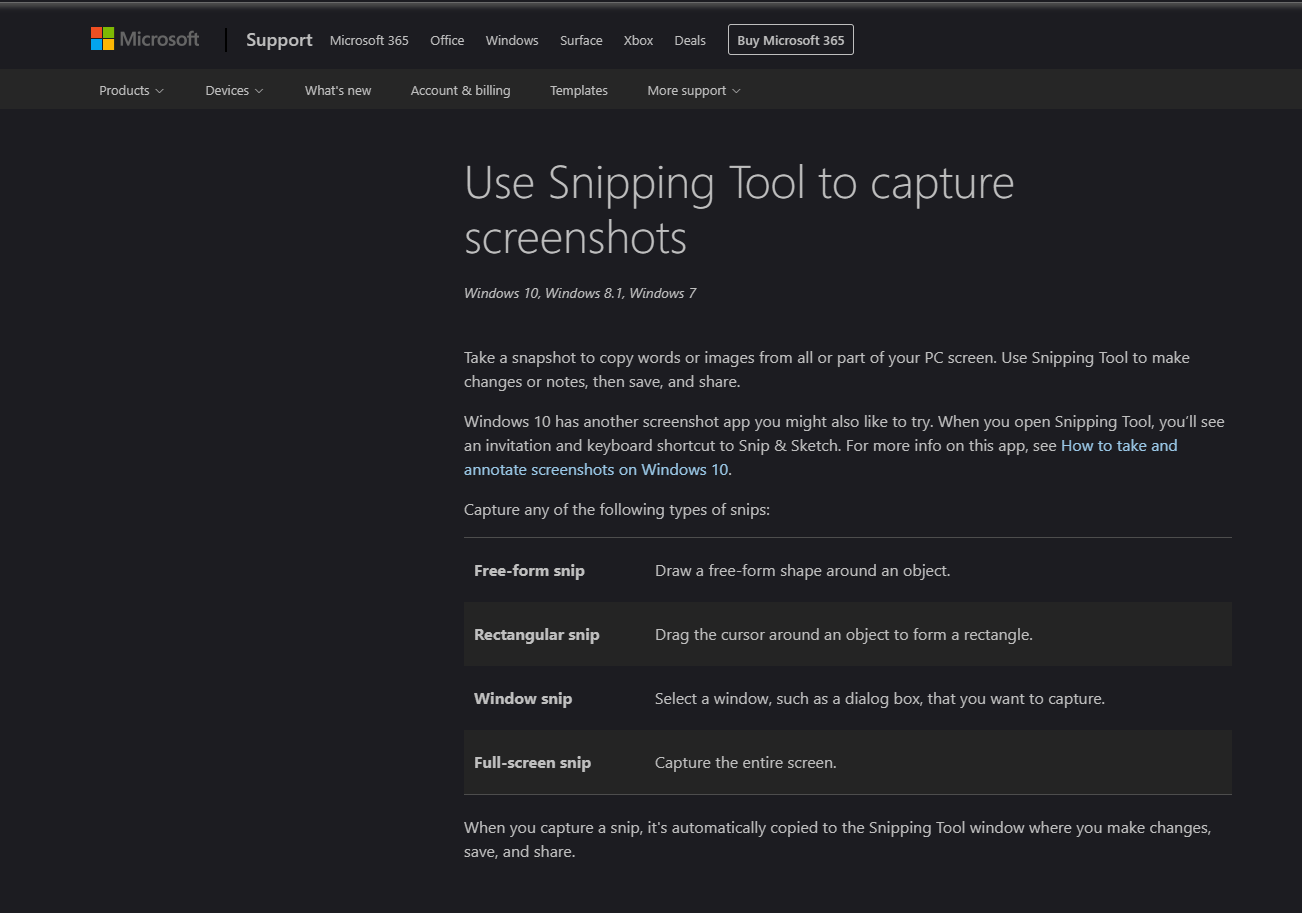 Microsoft
Support Microsoft 365 Office Windows Surface Xbox Deals Buy Microsoft 365
Products Devices What's new Account & billing Templates More support
Use Snipping Tool to capture
screenshots
Windows 10, Windows 8.1, Windows 7
Take a snapshot to copy words or images from all or part of your PC screen. Use Snipping Tool to make
changes or notes, then save, and share.
Windows 10 has another screenshot app you might also like to try. When you open Snipping Tool, you’ll see
an invitation and keyboard shortcut to Snip & Sketch. For more info on this app, see How to take and
annotate screenshots on Windows 10.
Capture any of the following types of snips:
Free-form snip Draw a free-form shape around an object.
Rectangular snip Drag the cursor around an object to form a rectangle.
Window snip Select a window, such as a dialog box, that you want to capture.
Full-screen snip Capture the entire screen.
When you capture a snip, it's automatically copied to the Snipping Tool window where you make changes,
save, and share.